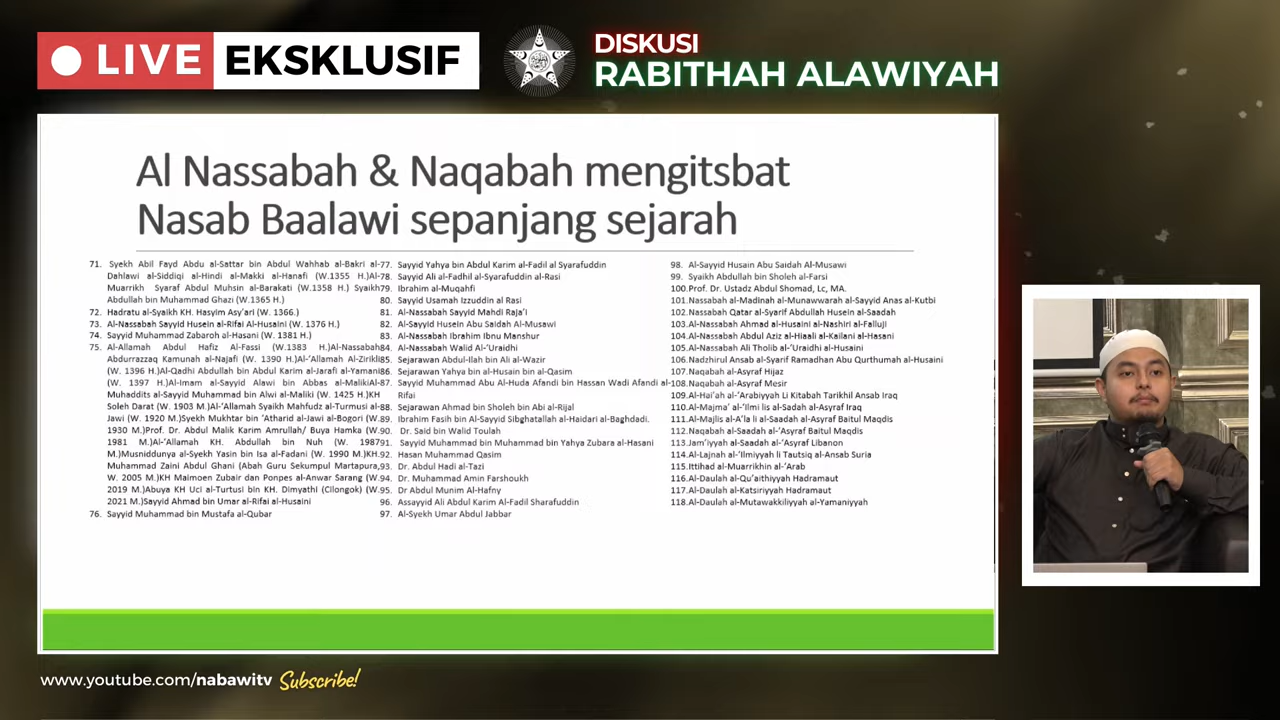 LIVE EKSKLUSIF
DISKUSI
RABITHAH ALAWIYAH
Al Nassabah & Naqabah mengitsbat
Nasab Baalawi sepanjang sejarah
71. Syekh Abil Fayd Abdu al-Sattar bin Abdul Wahhab al-Bakri al-
Dahlawi al-Siddiqi al-Hindi al-Makki al-Hanafi (W.1355 H.)Al-
Muarrikh Syaraf Abdul Muhsin al-Barakati (W.1358 H.) Syaikh
Abdullah bin Muhammad Ghazi (W.1365 H.)
72. Hadratu al-Syaikh KH. Hasyim Asy'ari (W. 1366.)
73. Al-Nassabah Sayyid Husein al-Rifai Al-Husaini (W. 1376 H.)
74. Sayyid Muhammad Zabaroh al-Hasani (W. 1381 H.)
75. Al-Allamah Abdul Hafiz Al-Fassi (W.1383 H.)Al-Nassabah
Abdurrazzaq Kamunah al-Najafi (W. 1390 H.)Al-'Allamah Al-Zirikli
(W. 1396 H.)Al-Qadhi Abdullah bin Abdul Karim al-Jarafi al-Yamani
(W. 1397 H.)Al-Imam al-Sayyid Alawi bin Abbas al-MalikiAl-
Muhaddits al-Sayyid Muhammad bin Alwi al-Maliki (W. 1425 H.)KH
Soleh Darat (W. 1903 M.)Al-'Allamah Syaikh Mahfudz al-Turmusi al-
Jawi (W. 1920 M.)Syekh Mukhtar bin 'Atharid al-Jawi al-Bogori (W.
1930 M.)Prof. Dr. Abdul Malik Karim Amrullah/ Buya Hamka (W.
1981 M.)Al-'Allamah KH. Abdullah bin Nuh (W. 1987
M.)Musniddunya al-Syekh Yasin bin Isa al-Fadani (W. 1990 M.)KH.
Muhammad Zaini Abdul Ghani (Abah Guru Sekumpul Martapura,
W. 2005 M.)KH Maimoen Zubair dan Ponpes al-Anwar Sarang (W.
2019 M.)Abuya KH Uci al-Turtusi bin KH. Dimyathi (Cilongok) (W.
2021 M.)Sayyid Ahmad bin Umar al-Rifai al-Husaini
76. Sayyid Muhammad bin Mustafa al-Qubar
77. Sayyid Yahya bin Abdul Karim al-Fadil al Syarafuddin
78. Sayyid Ali al-Fadhil al-Syarafuddin al-Rasi
79. Ibrahim al-Muqahfi
80. Sayyid Usamah Izzuddin al Rasi
81. Al-Nassabah Sayyid Mahdi Raja'i
82. Al-Sayyid Husein Abu Saidah Al-Musawi
83. Al-Nassabah Ibrahim Ibnu Manshur
84. Al-Nassabah Walid Al-'Uraidhi
85. Sejarawan Abdul-Ilah bin Ali al-Wazir
86. Sejarawan Yahya bin al-Husain bin al-Qasim
87. Sayyid Muhammad Abu Al-Huda Afandi bin Hassan Wadi Afandi al-
Rifai
88. Sejarawan Ahmad bin Sholeh bin Abi al-Rijal
89. Ibrahim Fasih bin Al-Sayyid Sibghatallah al-Haidari al-Baghdadi.
90. Dr. Said bin Walid Toulah
91. Sayyid Muhammad bin Muhammad bin Yahya Zubara al-Hasani
92. Hasan Muhammad Qasim
93. Dr. Abdul Hadi al-Tazi
94. Dr. Muhammad Amin Farshoukh
95. Dr Abdul Munim Al-Hafny
96. Assayyid Ali Abdul Karim Al-Fadil Sharafuddin
97. Al-Syekh Umar Abdul Jabbar
98. Al-Sayyid Husain Abu Saidah Al-Musawi
99. Syaikh Abdullah bin Sholeh al-Farsi
100.Prof. Dr. Ustadz Abdul Shomad, Lc, MA.
101.Nassabah al-Madinah al-Munawwarah al-Sayyid Anas al-Kutbi
102.Nassabah Qatar al-Syarif Abdullah Husein al-Saadah
103.Al-Nassabah Ahmad al-Husaini al-Nashiri al-Falluji
104.Al-Nassabah Abdul Aziz al-Hiaali al-Kailani al-Hasani
105.Al-Nassabah Ali Tholib al-'Uraidhi al-Husaini
106.Nadzhirul Ansab al-Syarif Ramadhan Abu Qurthumah al-Husaini
107.Naqabah al-Asyraf Hijaz
108.Naqabah al-Asyraf Mesir
109.Al-Hai'ah al-'Arabiyyah Li Kitabah Tarikhil Ansab Iraq
110.Al-Majma' al-'Ilmi lis al-Sadah al-Asyraf Iraq
111.Al-Majlis al-A'la li al-Saadah al-Asyraf Baitul Maqdis
112.Naqabah al-Saadah al-'Asyraf Baitul Maqdis
113.Jam'iyyah al-Saadah al-'Asyraf Libanon
114.Al-Lajnah al-'Ilmiyyah li Tautsiq al-Ansab Suria
115.Ittihad al-Muarrikhin al-'Arab
116.Al-Daulah al-Qu'aithiyyah Hadramaut
117.Al-Daulah al-Katsiriyyah Hadramaut
118.Al-Daulah al-Mutawakkiliyyah al-Yamaniyyah
www.youtube.com/nabawitv Subscribe!